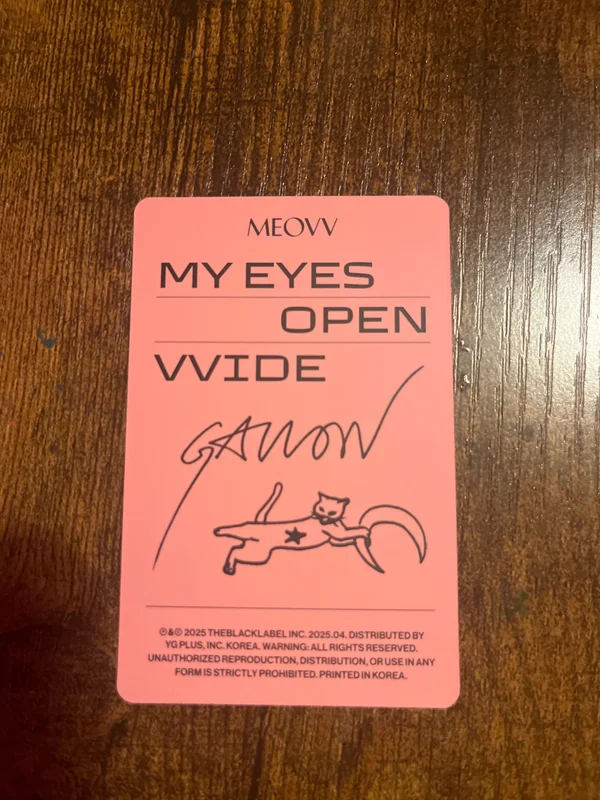 MEOVV
MY EYES
OPEN
VVIDE
GAWON
℗&© 2025 THEBLACKLABEL INC. 2025.04. DISTRIBUTED BY
YG PLUS, INC. KOREA. WARNING: ALL RIGHTS RESERVED.
UNAUTHORIZED REPRODUCTION, DISTRIBUTION, OR USE IN ANY
FORM IS STRICTLY PROHIBITED. PRINTED IN KOREA.